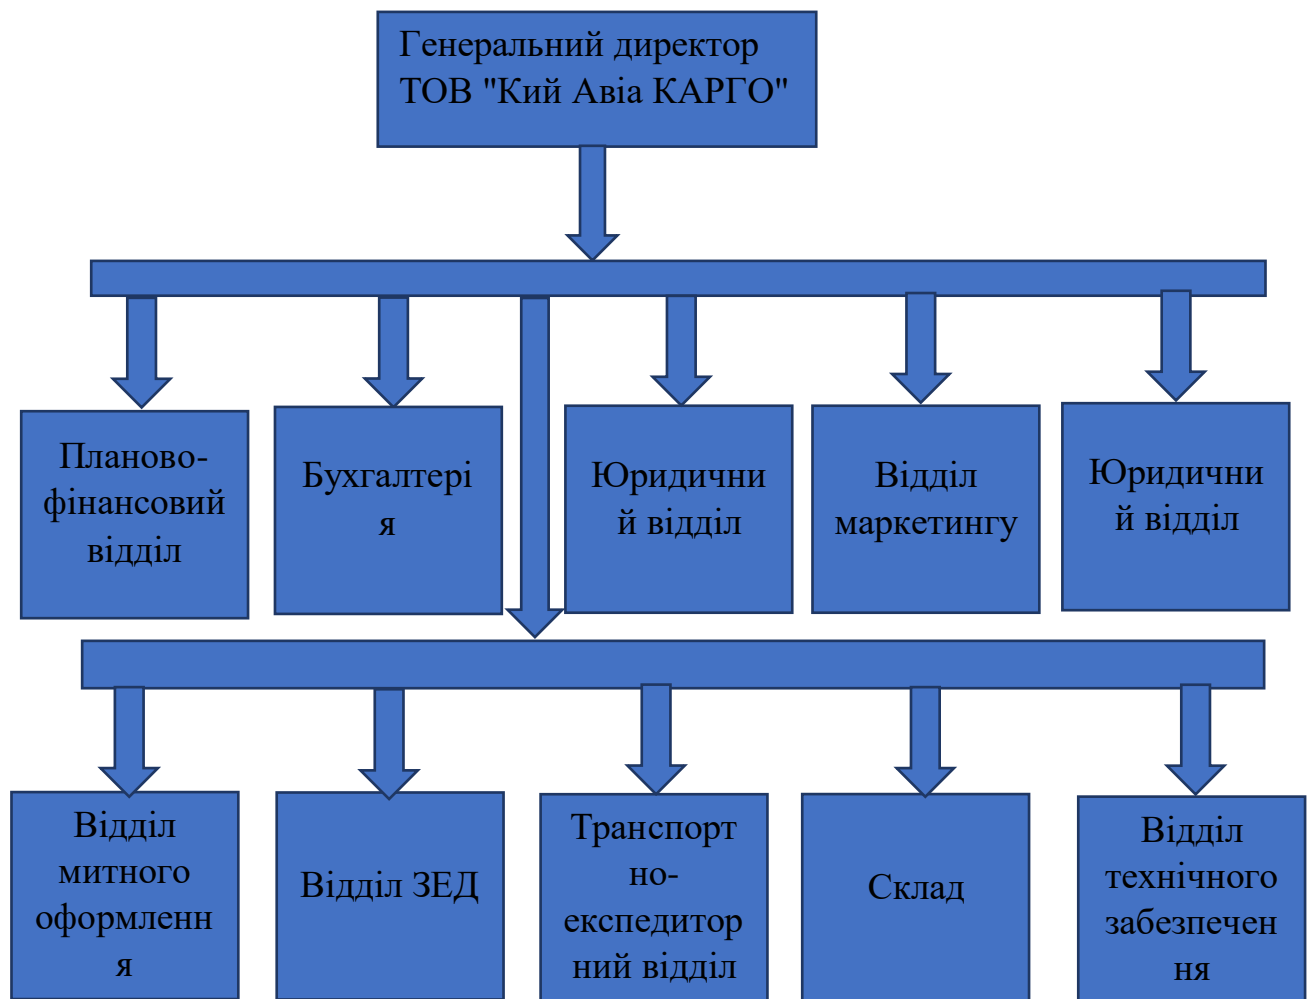 Генеральний директор
ТОВ "Кий Авіа КАРГО"
Планово-
фінансовий
відділ
Бухгалтері
я
Юридични
й відділ
Відділ
маркетингу
Юридични
й відділ
Відділ
митного
оформленн
я
Відділ ЗЕД
Транспорт
но-
експедитор
ний відділ
Склад
Відділ
технічного
забезпечен
ня